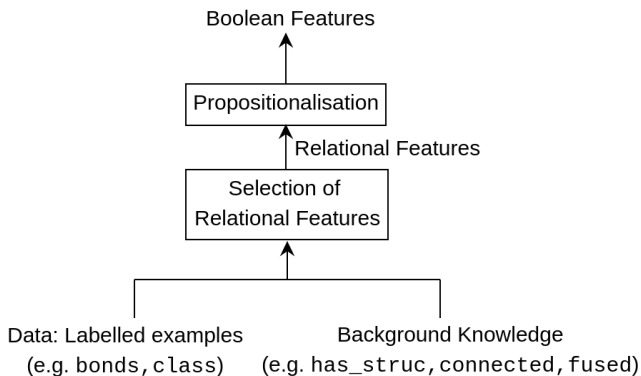 Boolean Features
Propositionalisation
Relational Features
Selection of
Relational Features
Data: Labelled examples
(e.g. bonds,class)
Background Knowledge
(e.g. has_struc,connected,fused)